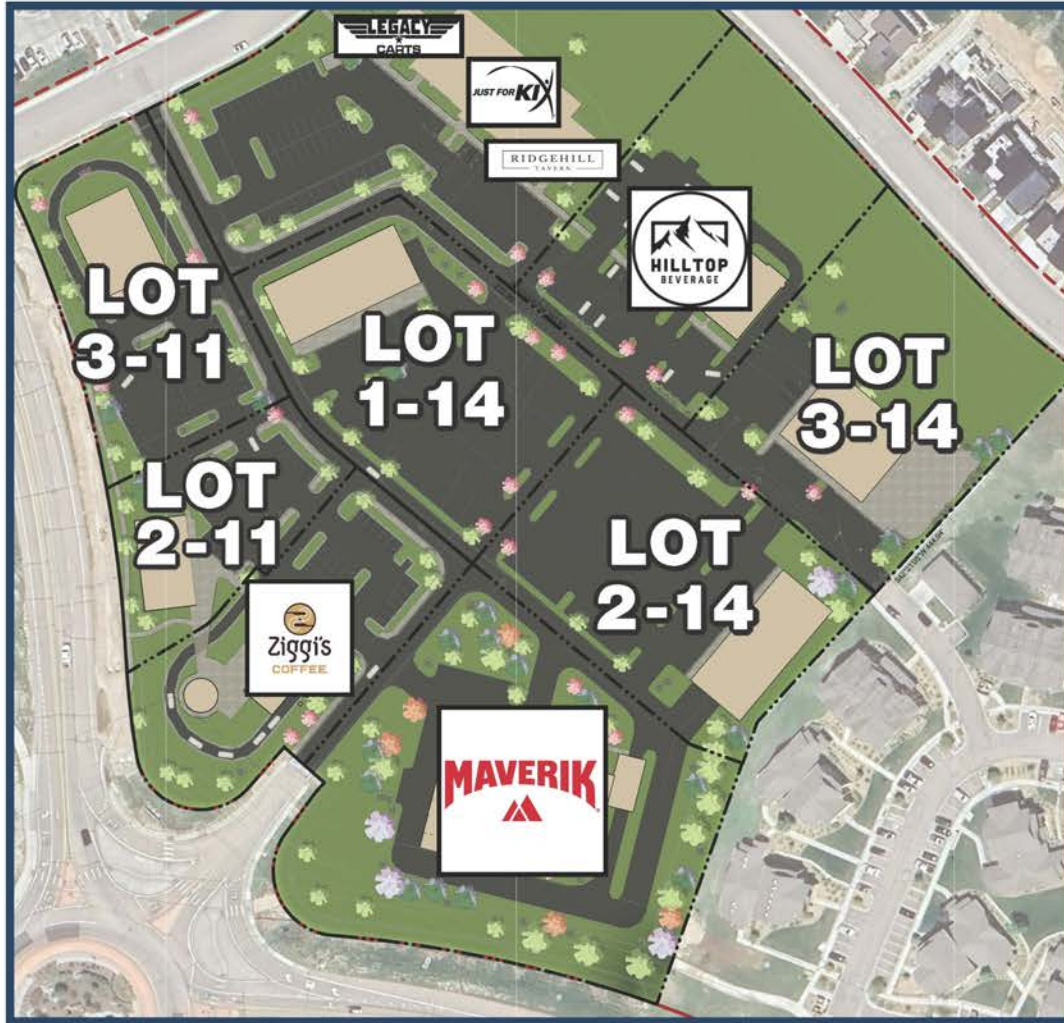 LEGACY
CARTS
JUST FOR KIX
RIDGEHILL
TAVERN
HILLTOP
BEVERAGE
LOT
3-11
LOT
1-14
LOT
3-14
LOT
2-11
LOT
2-14
Ziggi's
COFFEE
MAVERIK